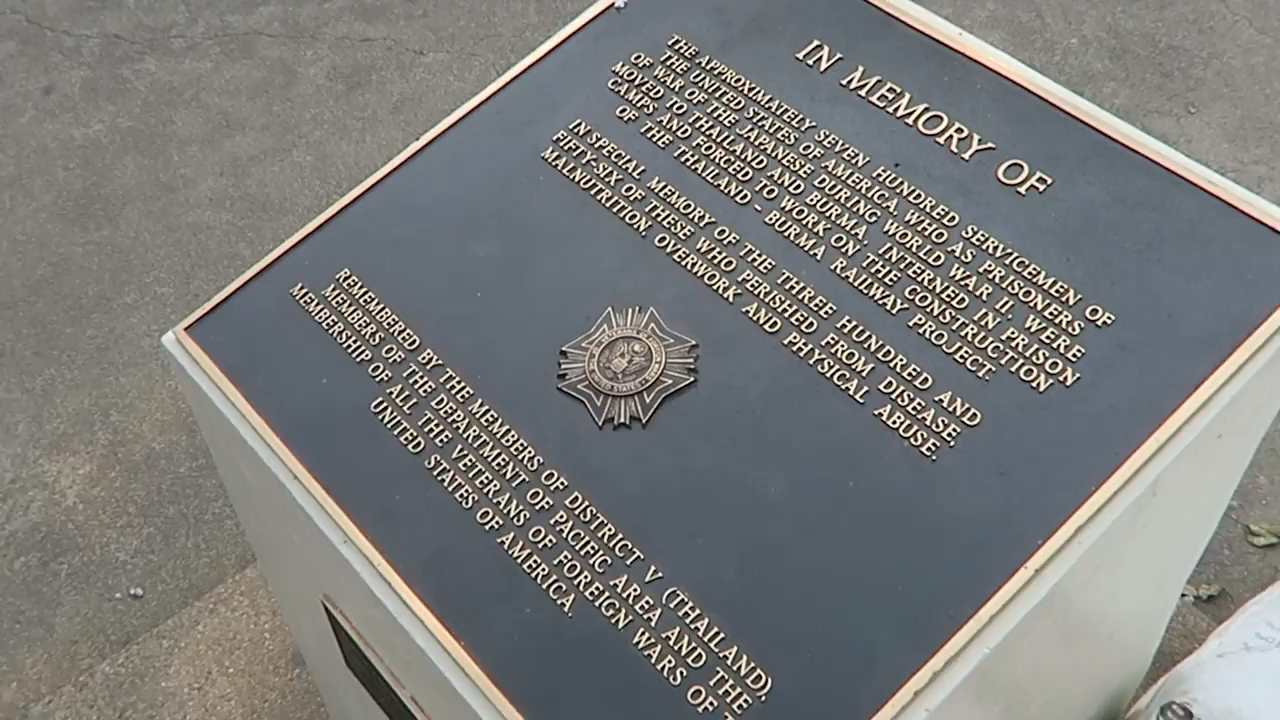 IN MEMORY OF
THE APPROXIMATELY SEVEN HUNDRED SERVICEMEN OF
THE UNITED STATES OF AMERICA, WHO AS PRISONERS
OF WAR OF THE JAPANESE DURING WORLD WAR II, WERE
MOVED TO THAILAND AND BURMA, INTERNED IN PRISON
CAMPS AND FORCED TO WORK ON THE CONSTRUCTION
OF THE THAILAND - BURMA RAILWAY PROJECT.
IN SPECIAL MEMORY OF THE THREE HUNDRED AND
FIFTY-SIX OF THESE WHO PERISHED FROM DISEASE,
MALNUTRITION, OVERWORK AND PHYSICAL ABUSE.
REMEMBERED BY THE MEMBERS OF DISTRICT V (THAILAND),
MEMBERS OF THE DEPARTMENT OF PACIFIC AREA AND THE
MEMBERSHIP OF ALL THE VETERANS OF FOREIGN WARS OF
UNITED STATES OF AMERICA.